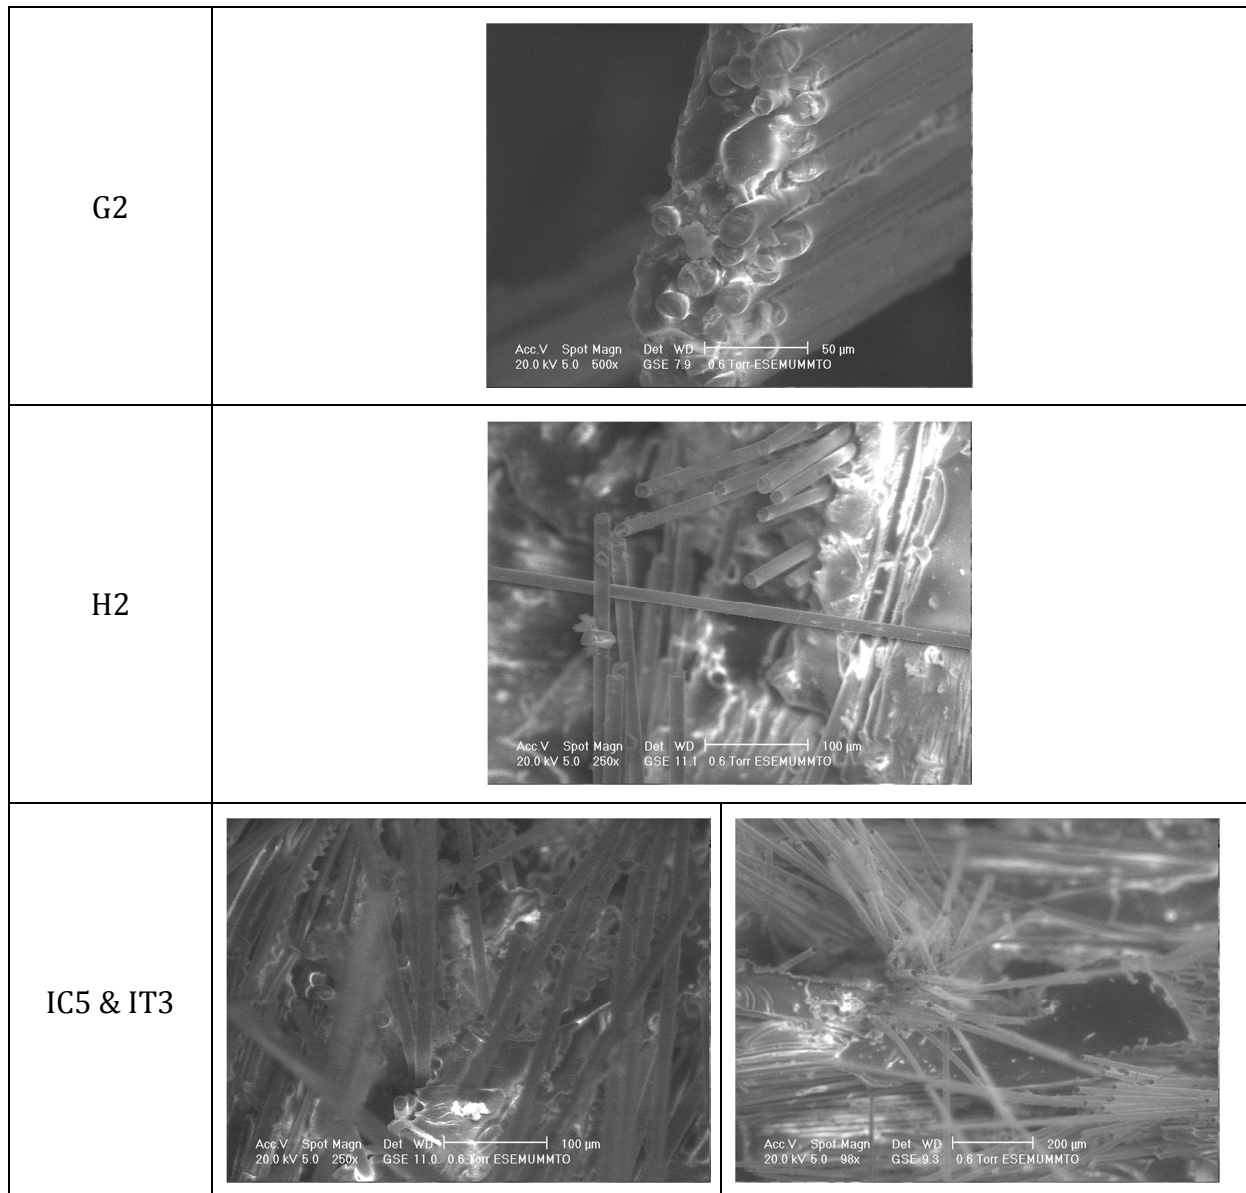 G2
Acc.V Spot Magn Det WD 50 µm
20.0 kV 5.0 500x GSE 7.9 0.6 Torr ESEMUMMTO
H2
Acc.V Spot Magn Det WD 100 µm
20.0 kV 5.0 250x GSE 11.1 0.6 Torr ESEMUMMTO
IC5 & IT3
Acc.V Spot Magn Det WD 100 µm
20.0 kV 5.0 250x GSE 11.0 0.6 Torr ESEMUMMTO
Acc.V Spot Magn Det WD 200 µm
20.0 kV 5.0 98x GSE 9.3 0.6 Torr ESEMUMMTO